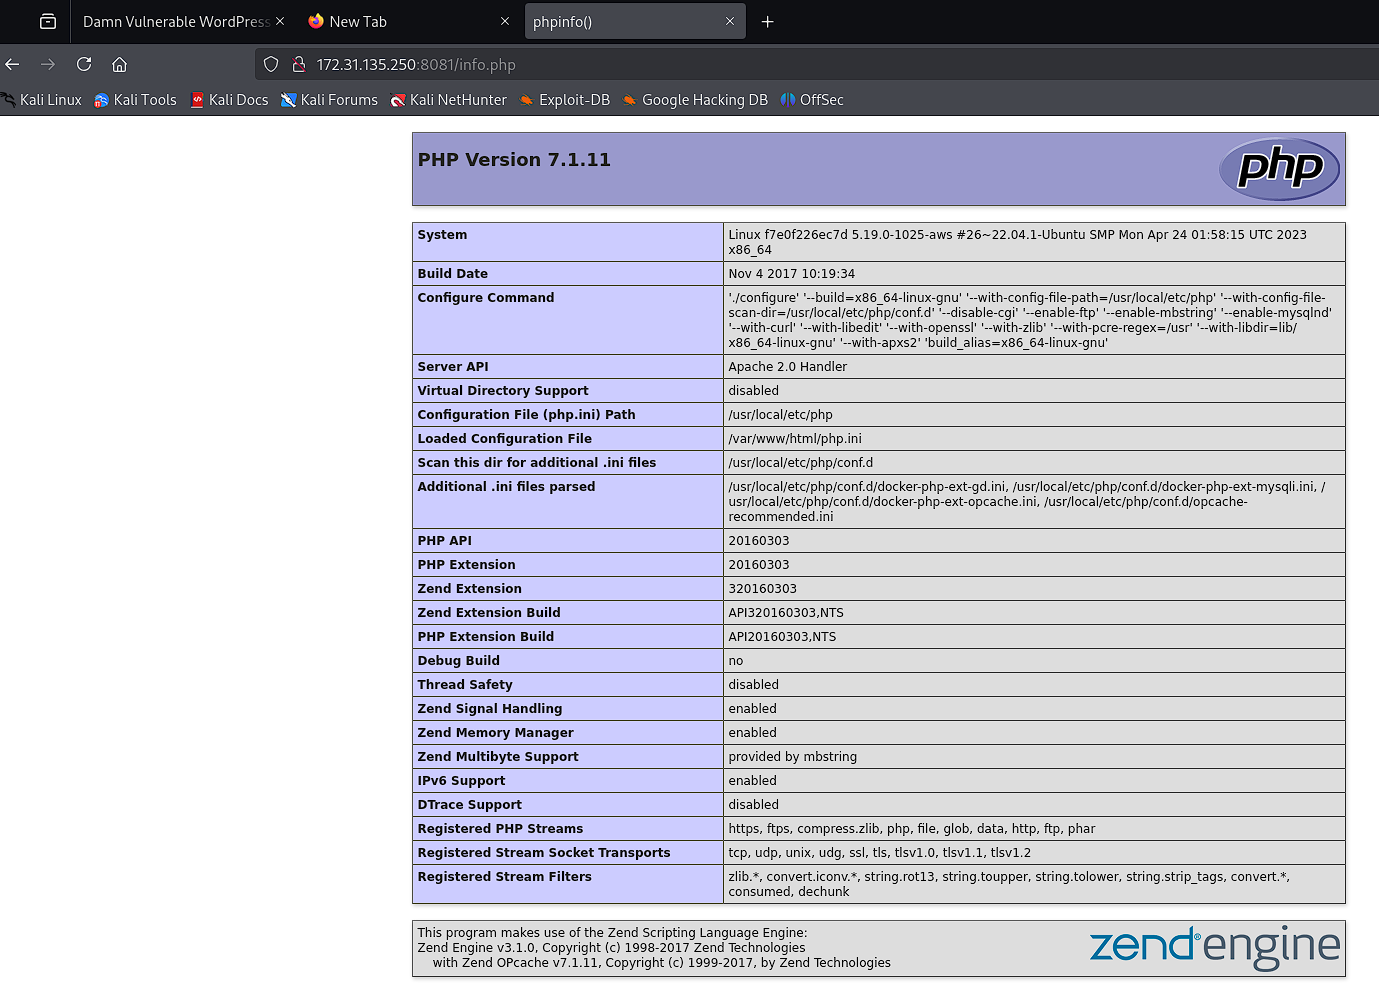 Damn Vulnerable WordPress
New Tab
phpinfo()
172.31.135.250:8081/info.php
Kali Linux Kali Tools Kali Docs Kali Forums Kali NetHunter Exploit-DB Google Hacking DB OffSec
PHP Version 7.1.11
php
System Linux f7e0f226ec7d 5.19.0-1025-aws #26~22.04.1-Ubuntu SMP Mon Apr 24 01:58:15 UTC 2023
x86_64
Build Date Nov 4 2017 10:19:34
Configure Command './configure' '--build=x86_64-linux-gnu' '--with-config-file-path=/usr/local/etc/php' '--with-config-file-
scan-dir=/usr/local/etc/php/conf.d' '--disable-cgi' '--enable-ftp' '--enable-mbstring' '--enable-mysqlnd'
'--with-curl' '--with-libedit' '--with-openssl' '--with-zlib' '--with-pcre-regex=/usr' '--with-libdir=lib/
x86_64-linux-gnu' '--with-apxs2' 'build_alias=x86_64-linux-gnu'
Server API Apache 2.0 Handler
Virtual Directory Support disabled
Configuration File (php.ini) Path /usr/local/etc/php
Loaded Configuration File /var/www/html/php.ini
Scan this dir for additional .ini files /usr/local/etc/php/conf.d
Additional .ini files parsed /usr/local/etc/php/conf.d/docker-php-ext-gd.ini, /usr/local/etc/php/conf.d/docker-php-ext-mysqli.ini, /
usr/local/etc/php/conf.d/docker-php-ext-opcache.ini, /usr/local/etc/php/conf.d/opcache-
recommended.ini
PHP API 20160303
PHP Extension 20160303
Zend Extension 320160303
Zend Extension Build API320160303,NTS
PHP Extension Build API20160303,NTS
Debug Build no
Thread Safety disabled
Zend Signal Handling enabled
Zend Memory Manager enabled
Zend Multibyte Support provided by mbstring
IPv6 Support enabled
DTrace Support disabled
Registered PHP Streams https, ftps, compress.zlib, php, file, glob, data, http, ftp, phar
Registered Stream Socket Transports tcp, udp, unix, udg, ssl, tls, tlsv1.0, tlsv1.1, tlsv1.2
Registered Stream Filters zlib.*, convert.iconv.*, string.rot13, string.toupper, string.tolower, string.strip_tags, convert.*,
consumed, dechunk
This program makes use of the Zend Scripting Language Engine:
Zend Engine v3.1.0, Copyright (c) 1998-2017 Zend Technologies
with Zend OPcache v7.1.11, Copyright (c) 1999-2017, by Zend Technologies
zend®engine